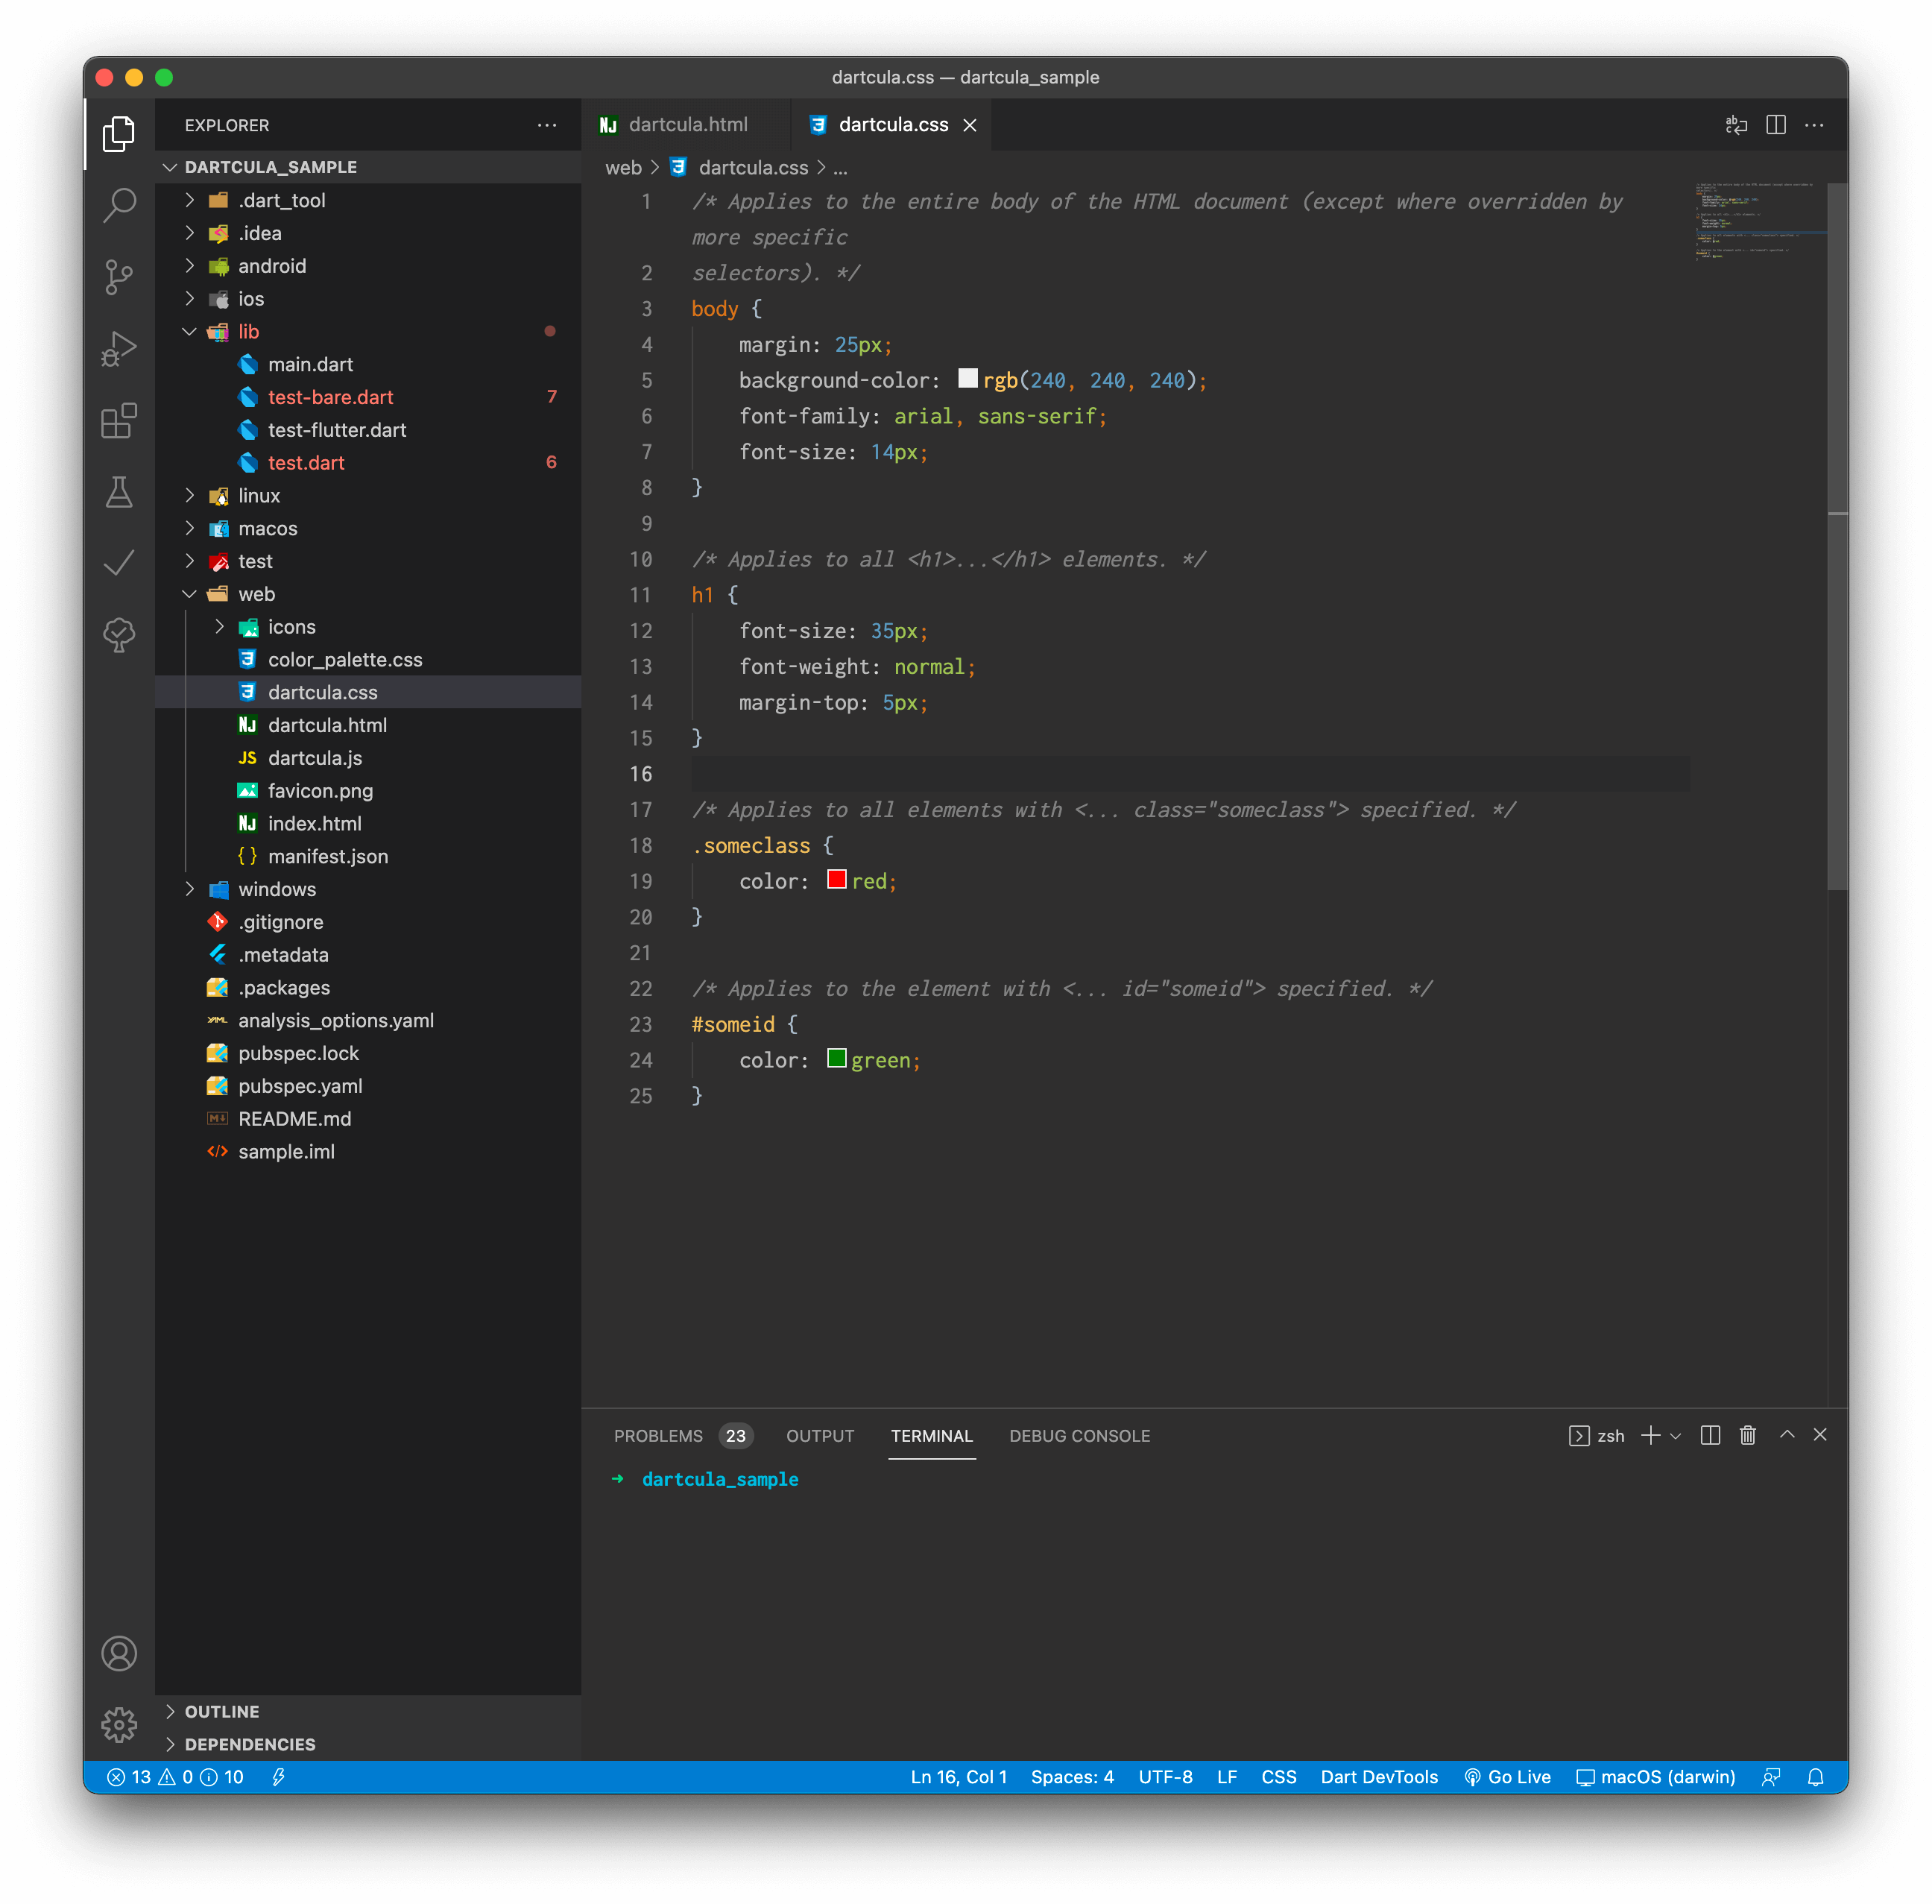 dartcula.css — dartcula_sample
EXPLORER
DARTCULA_SAMPLE
.dart_tool
.idea
android
ios
lib
main.dart
test-bare.dart 7
test-flutter.dart
test.dart 6
linux
macos
test
web
icons
color_palette.css
dartcula.css
dartcula.html
dartcula.js
favicon.png
index.html
manifest.json
windows
.gitignore
.metadata
.packages
analysis_options.yaml
pubspec.lock
pubspec.yaml
README.md
sample.iml
OUTLINE
DEPENDENCIES
dartcula.html dartcula.css
web > dartcula.css > ...
1 /* Applies to the entire body of the HTML document (except where overridden by
more specific
2 selectors). */
3 body {
4 margin: 25px;
5 background-color: rgb(240, 240, 240);
6 font-family: arial, sans-serif;
7 font-size: 14px;
8 }
9
10 /* Applies to all <h1>...</h1> elements. */
11 h1 {
12 font-size: 35px;
13 font-weight: normal;
14 margin-top: 5px;
15 }
16
17 /* Applies to all elements with <... class="someclass"> specified. */
18 .someclass {
19 color: red;
20 }
21
22 /* Applies to the element with <... id="someid"> specified. */
23 #someid {
24 color: green;
25 }
PROBLEMS 23 OUTPUT TERMINAL DEBUG CONSOLE zsh
→ dartcula_sample
13 0 10 Ln 16, Col 1 Spaces: 4 UTF-8 LF CSS Dart DevTools Go Live macOS (darwin)